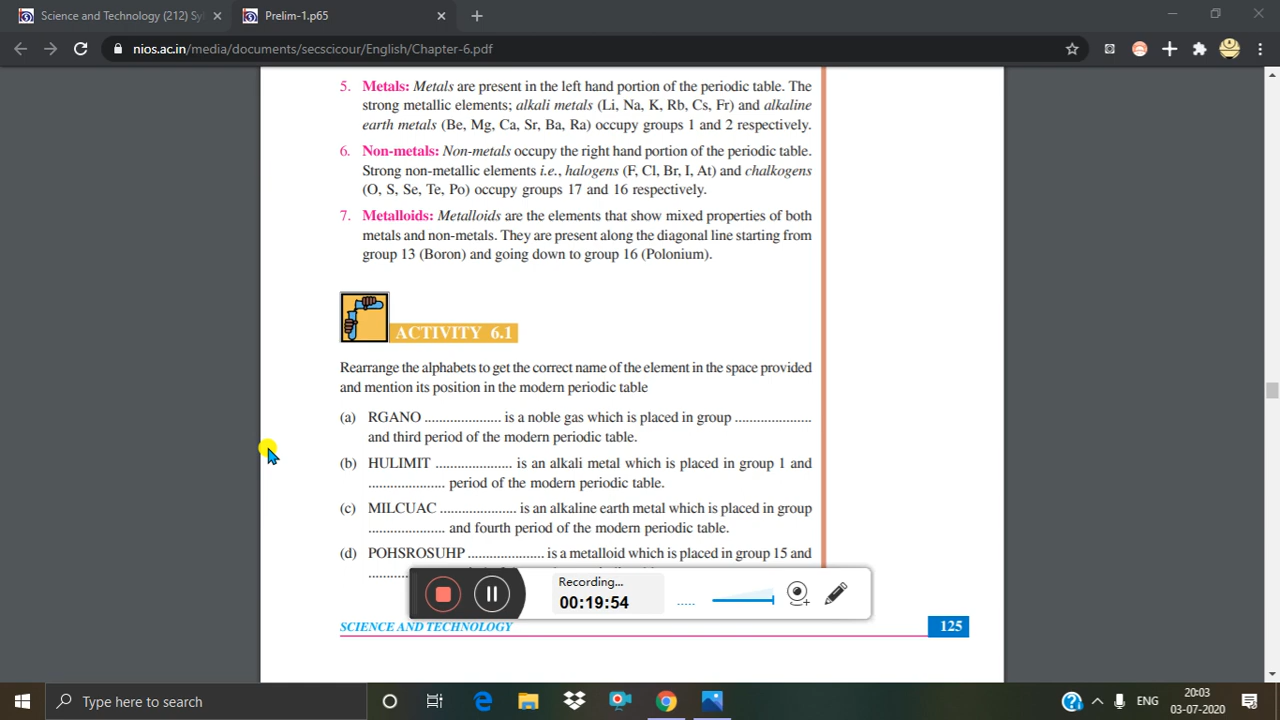 Science and Technology (212) Sy
Prelim-1.p65
nios.ac.in/media/documents/secscicour/English/Chapter-6.pdf
5. Metals: Metals are present in the left hand portion of the periodic table. The
strong metallic elements; alkali metals (Li, Na, K, Rb, Cs, Fr) and alkaline
earth metals (Be, Mg, Ca, Sr, Ba, Ra) occupy groups 1 and 2 respectively.
6. Non-metals: Non-metals occupy the right hand portion of the periodic table.
Strong non-metallic elements i.e., halogens (F, Cl, Br, I, At) and chalkogens
(O, S, Se, Te, Po) occupy groups 17 and 16 respectively.
7. Metalloids: Metalloids are the elements that show mixed properties of both
metals and non-metals. They are present along the diagonal line starting from
group 13 (Boron) and going down to group 16 (Polonium).
ACTIVITY 6.1
Rearrange the alphabets to get the correct name of the element in the space provided
and mention its position in the modern periodic table
(a) RGANO ..................... is a noble gas which is placed in group .....................
and third period of the modern periodic table.
(b) HULIMIT ..................... is an alkali metal which is placed in group 1 and
..................... period of the modern periodic table.
(c) MILCUAC ..................... is an alkaline earth metal which is placed in group
..................... and fourth period of the modern periodic table.
(d) POHSROSUHP ..................... is a metalloid which is placed in group 15 and
Recording...
00:19:54
SCIENCE AND TECHNOLOGY
125
Type here to search
ENG
20:03
03-07-2020